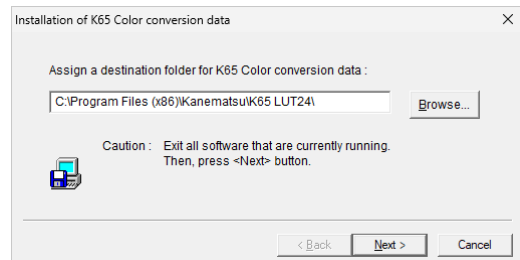 Installation of K65 Color conversion data
Assign a destination folder for K65 Color conversion data :
C:\Program Files (x86)\Kanematsu\K65 LUT24\
Browse...
Caution : Exit all software that are currently running.
Then, press <Next> button.
< Back Next > Cancel